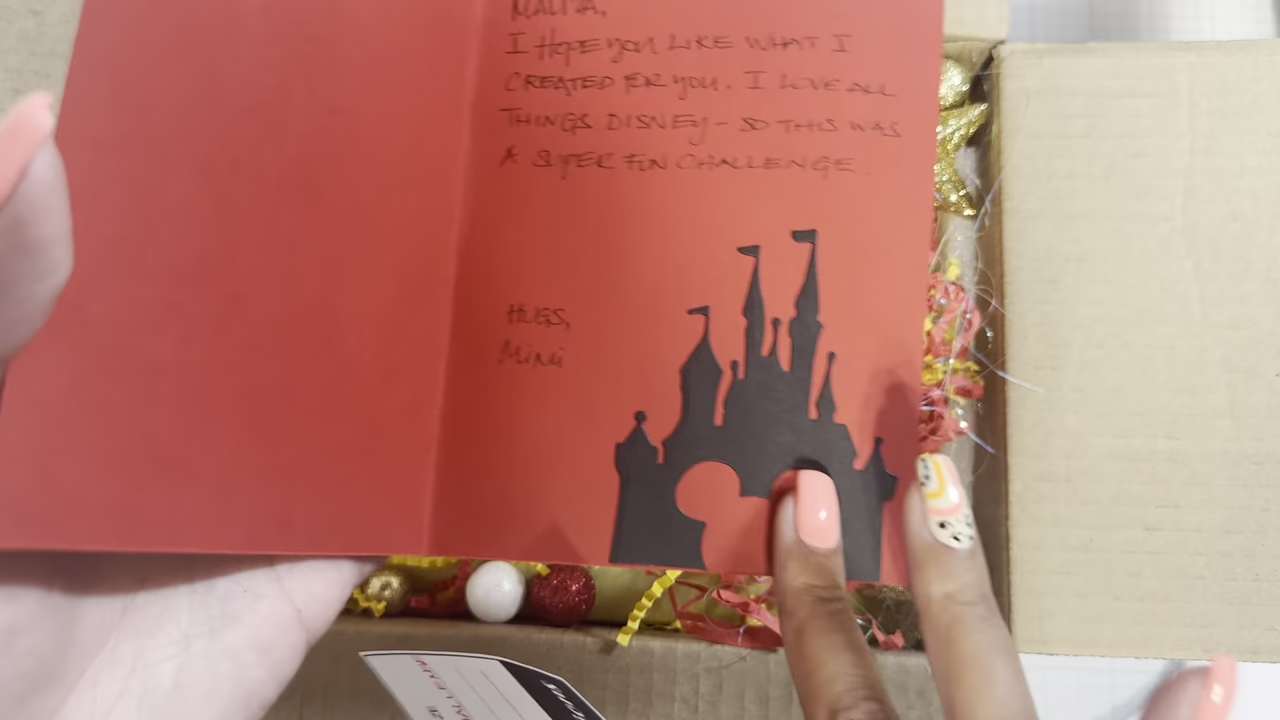 I HOPE you LIKE WHAT I
CREATED FOR you. I LOVE ALL
THINGS DISNEY - SO THIS WAS
A SUPER FUN CHALLENGE.
HUGS,
MiMi